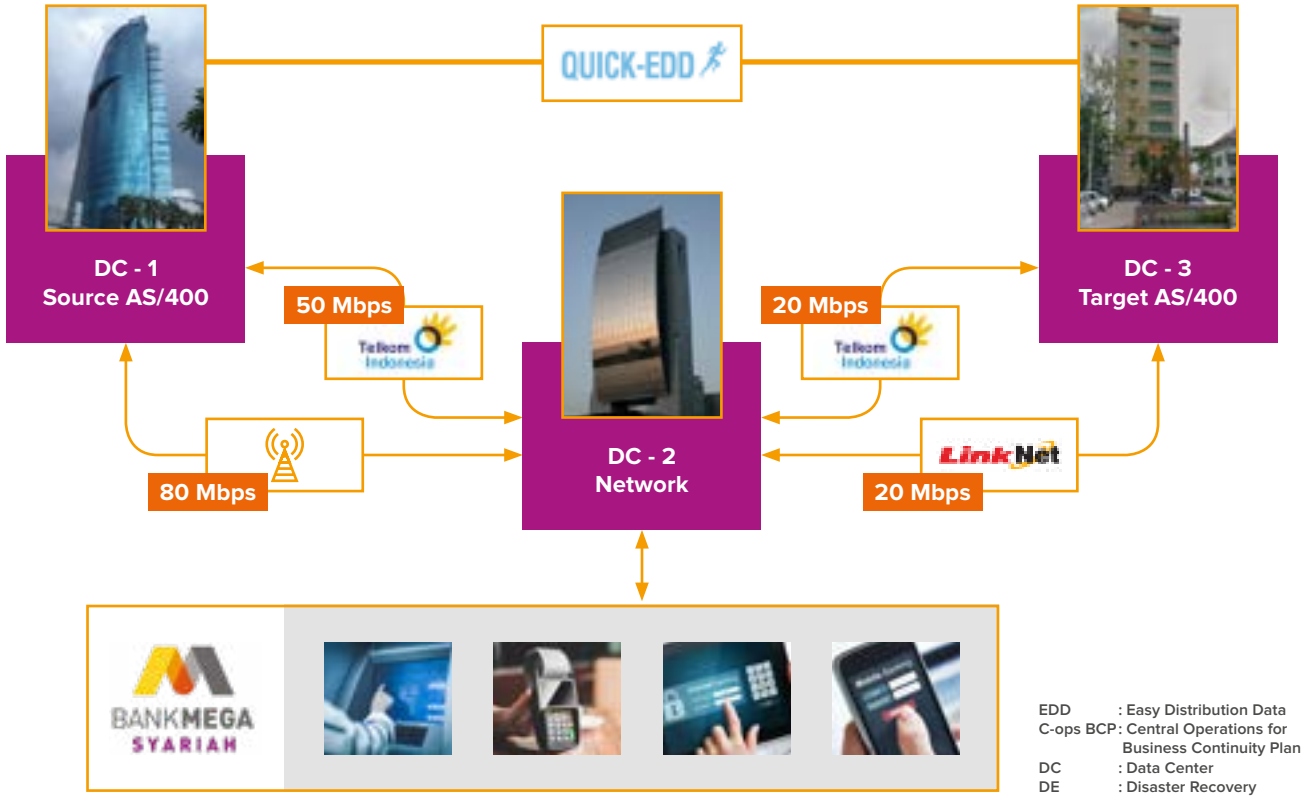 QUICK-EDD
DC - 1
Source AS/400
DC - 3
Target AS/400
50 Mbps
Telkom
Indonesia
20 Mbps
Telkom
Indonesia
DC - 2
Network
80 Mbps
LinkNet
20 Mbps
BANKMEGA
SYARIAH
EDD : Easy Distribution Data
C-ops BCP : Central Operations for
Business Continuity Plan
DC : Data Center
DE : Disaster Recovery